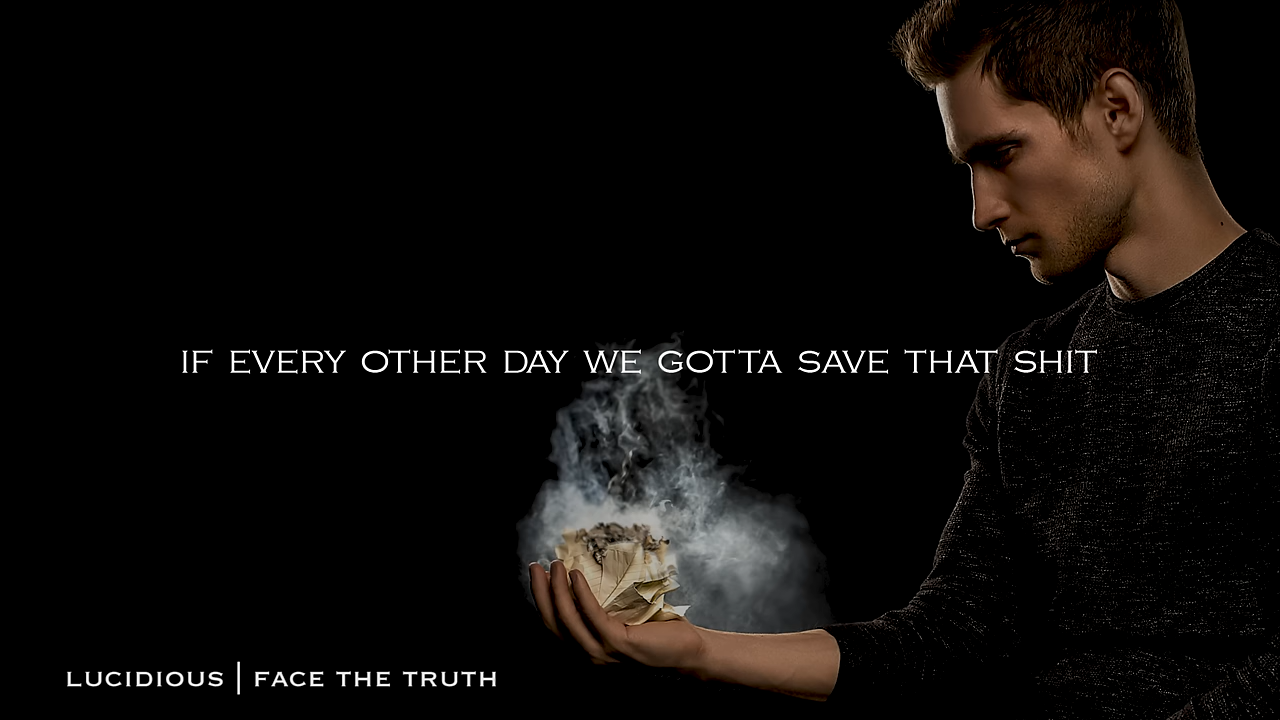 IF EVERY OTHER DAY WE GOTTA SAVE THAT SHIT
LUCIDIOUS | FACE THE TRUTH